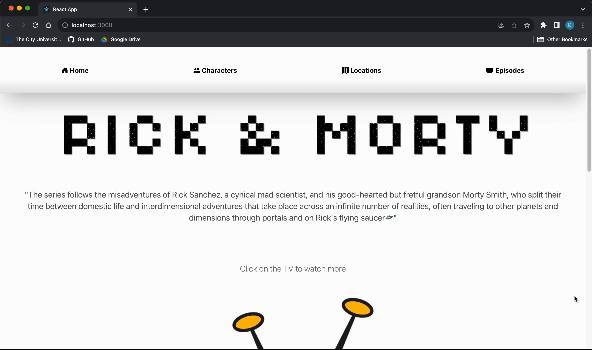 React App
localhost:3000
The City Universit...
GitHub
Google Drive
Other Bookmarks
Home
Characters
Locations
Episodes
RICK & MORTY
"The series follows the misadventures of Rick Sanchez, a cynical mad scientist, and his good-hearted but fretful grandson Morty Smith, who split their
time between domestic life and interdimensional adventures that take place across an infinite number of realities, often traveling to other planets and
dimensions through portals and on Rick's flying saucer🛸"
Click on the TV to watch more